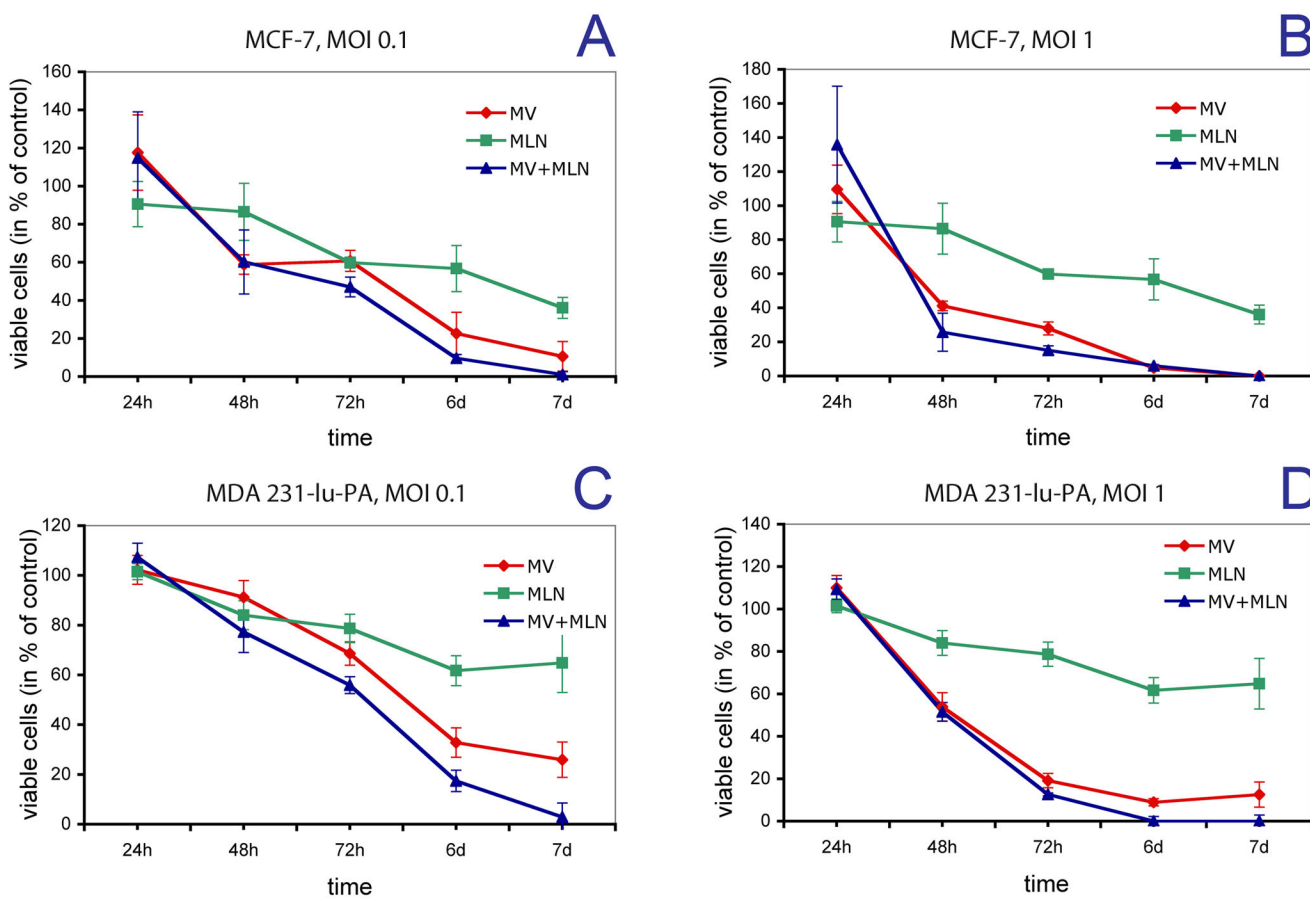 MCF-7, MOI 0.1
A
viable cells (in % of control)
160
140
120
100
80
60
40
20
0
MV
MLN
MV+MLN
24h 48h 72h 6d 7d
time
MCF-7, MOI 1
B
viable cells (in % of control)
180
160
140
120
100
80
60
40
20
0
MV
MLN
MV+MLN
24h 48h 72h 6d 7d
time
MDA 231-lu-PA, MOI 0.1
C
viable cells (in % of control)
120
100
80
60
40
20
0
MV
MLN
MV+MLN
24h 48h 72h 6d 7d
time
MDA 231-lu-PA, MOI 1
D
viable cells (in % of control)
140
120
100
80
60
40
20
0
MV
MLN
MV+MLN
24h 48h 72h 6d 7d
time